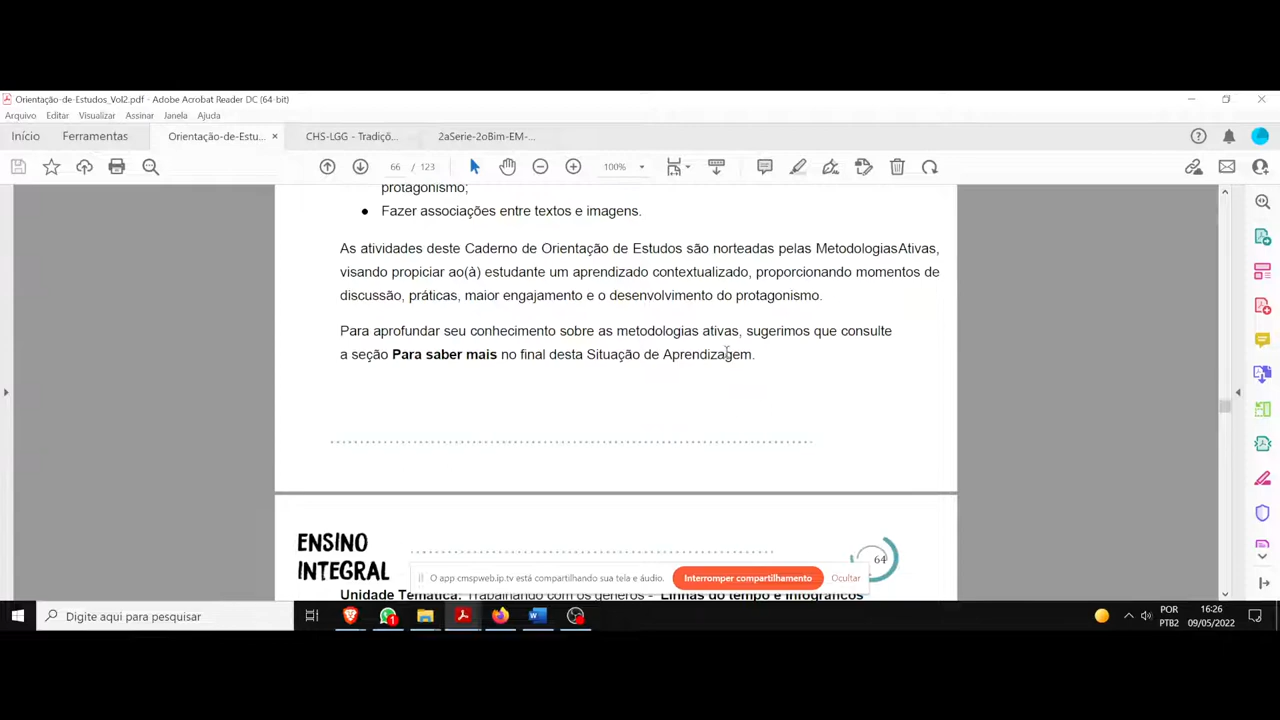 Orientação-de-Estudos_Vol2.pdf - Adobe Acrobat Reader DC (64-bit)
Arquivo Editar Visualizar Assinar Janela Ajuda
Início Ferramentas Orientação-de-Estu... × CHS-LGG - Tradiçõ... 2aSerie-2oBim-EM-...
66 / 123 100%
protagonismo;
● Fazer associações entre textos e imagens.
As atividades deste Caderno de Orientação de Estudos são norteadas pelas MetodologiasAtivas,
visando propiciar ao(à) estudante um aprendizado contextualizado, proporcionando momentos de
discussão, práticas, maior engajamento e o desenvolvimento do protagonismo.
Para aprofundar seu conhecimento sobre as metodologias ativas, sugerimos que consulte
a seção Para saber mais no final desta Situação de Aprendizagem.
ENSINO
INTEGRAL
64
O app cmspweb.ip.tv está compartilhando sua tela e áudio. Interromper compartilhamento Ocultar
Unidade Temática: Trabalhando com os gêneros - Linhas do tempo e infográficos
Digite aqui para pesquisar
1
POR
PTB2
16:26
09/05/2022